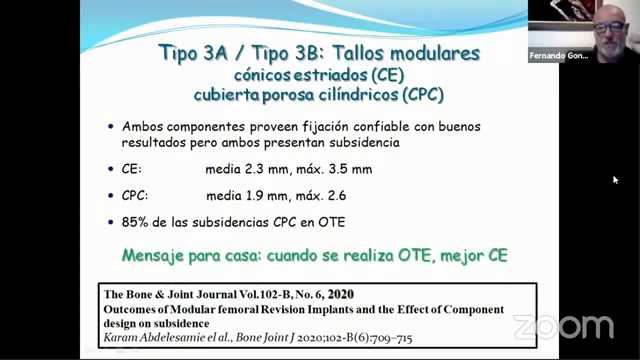 Tipo 3A / Tipo 3B: Tallos modulares
cónicos estriados (CE)
cubierta porosa cilíndricos (CPC)
• Ambos componentes proveen fijación confiable con buenos
resultados pero ambos presentan subsidencia
• CE: media 2.3 mm, máx. 3.5 mm
• CPC: media 1.9 mm, máx. 2.6
• 85% de las subsidencias CPC en OTE
Mensaje para casa: cuando se realiza OTE, mejor CE
The Bone & Joint Journal Vol.102-B, No. 6, 2020
Outcomes of Modular femoral Revision Implants and the Effect of Component
design on subsidence
Karam Abdelesamie el al., Bone Joint J 2020;102-B(6):709–715
Fernando Gon...
zoom